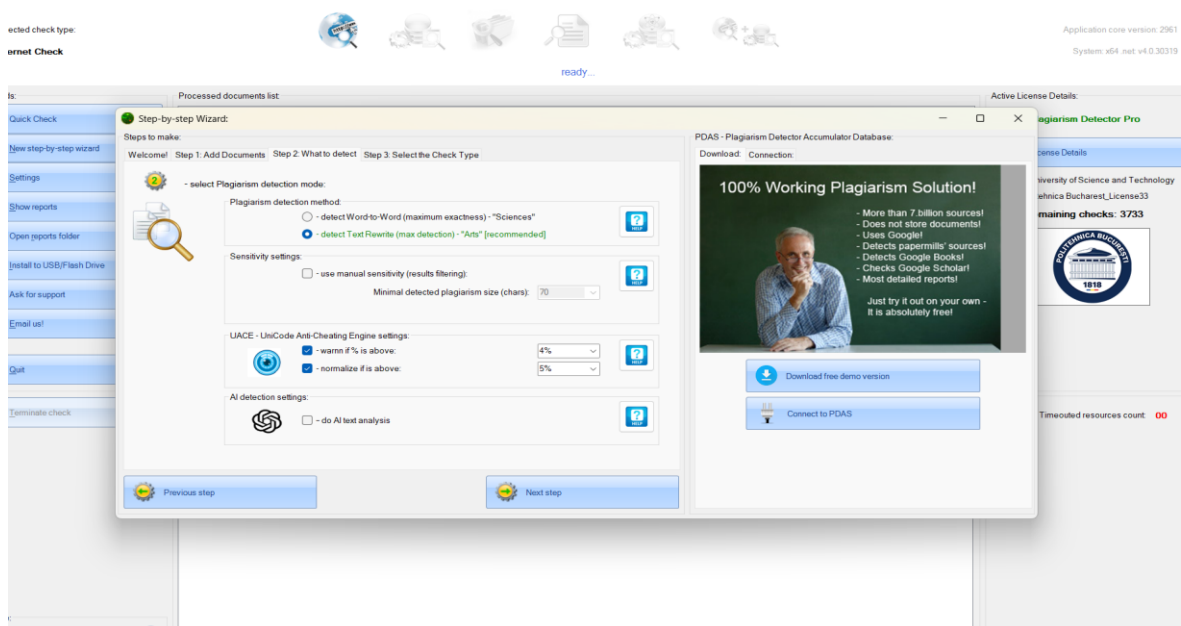 ected check type:
ernet Check
Application core version: 2961
System: x64 .net: v4.0.30319
ready...
ls:
Processed documents list
Active License Details:
Quick Check
New step-by-step wizard
Settings
Show reports
Open reports folder
Install to USB/Flash Drive
Ask for support
Email us!
Quit
Terminate check
Step-by-step Wizard:
Steps to make:
Welcome! Step 1: Add Documents Step 2: What to detect Step 3: Select the Check Type
2 - select Plagiarism detection mode:
Plagiarism detection method:
- detect Word-to-Word (maximum exactness) - "Sciences"
- detect Text Rewrite (max detection) - "Arts" [recommended]
? HELP
Sensitivity settings:
- use manual sensitivity (results filtering):
Minimal detected plagiarism size (chars): 70
? HELP
UACE - UniCode Anti-Cheating Engine settings:
- warnn if % is above: 4%
- normalize if is above: 5%
? HELP
AI detection settings:
- do AI text analysis
? HELP
Previous step
Next step
PDAS - Plagiarism Detector Accumulator Database:
Download: Connection:
100% Working Plagiarism Solution!
- More than 7.billion sources!
- Does not store documents!
- Uses Google!
- Detects papermills' sources!
- Detects Google Books!
- Checks Google Scholar!
- Most detailed reports!
Just try it out on your own -
It is absolutely free!
Download free demo version
Connect to PDAS
agiarism Detector Pro
cense Details
niversity of Science and Technology
tehnica Bucharest_License33
maining checks: 3733
POLITEHNICA BUCUREȘTI
1818
Timeouted resources count: 00